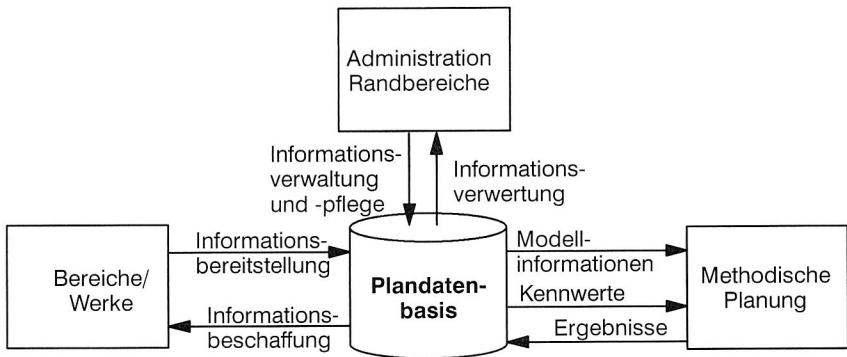 Administration
Randbereiche
Informations-
verwaltung
und -pflege
Informations-
verwertung
Bereiche/
Werke
Informations-
bereitstellung
Informations-
beschaffung
Plandaten-
basis
Modell-
informationen
Kennwerte
Ergebnisse
Methodische
Planung